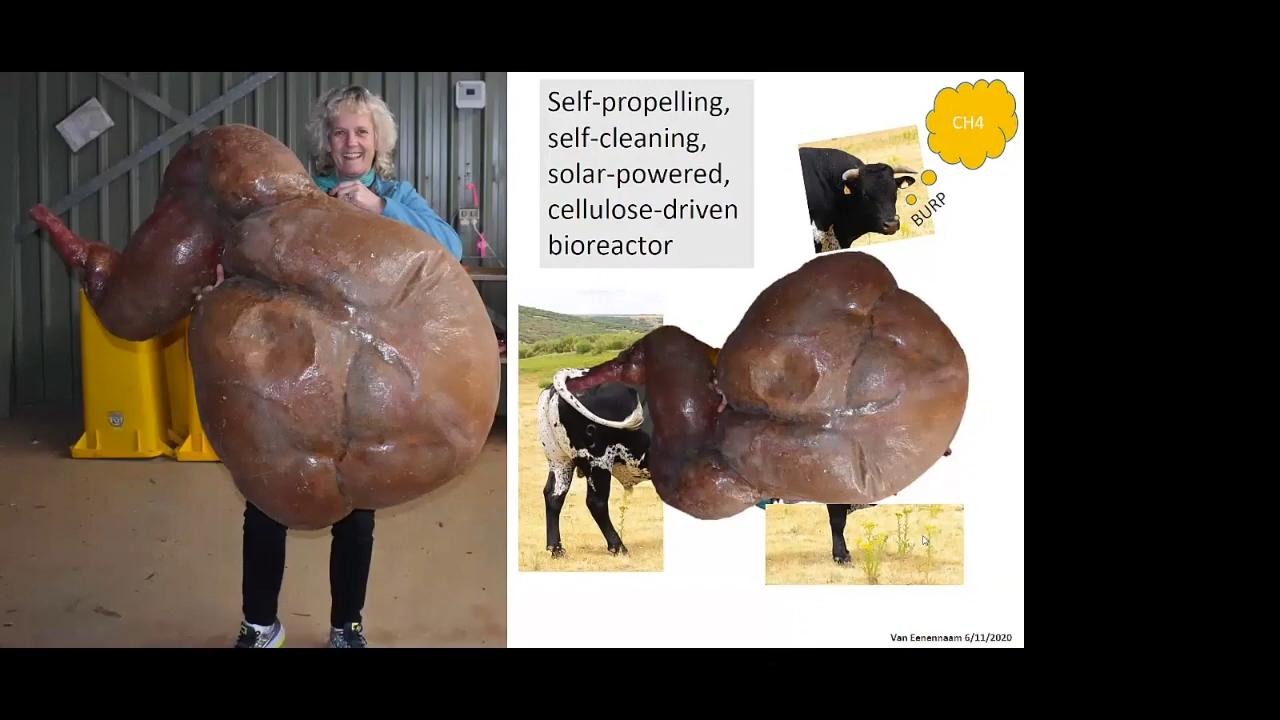 Self-propelling,
self-cleaning,
solar-powered,
cellulose-driven
bioreactor
CH4
BURP
Van Eenennaam 6/11/2020